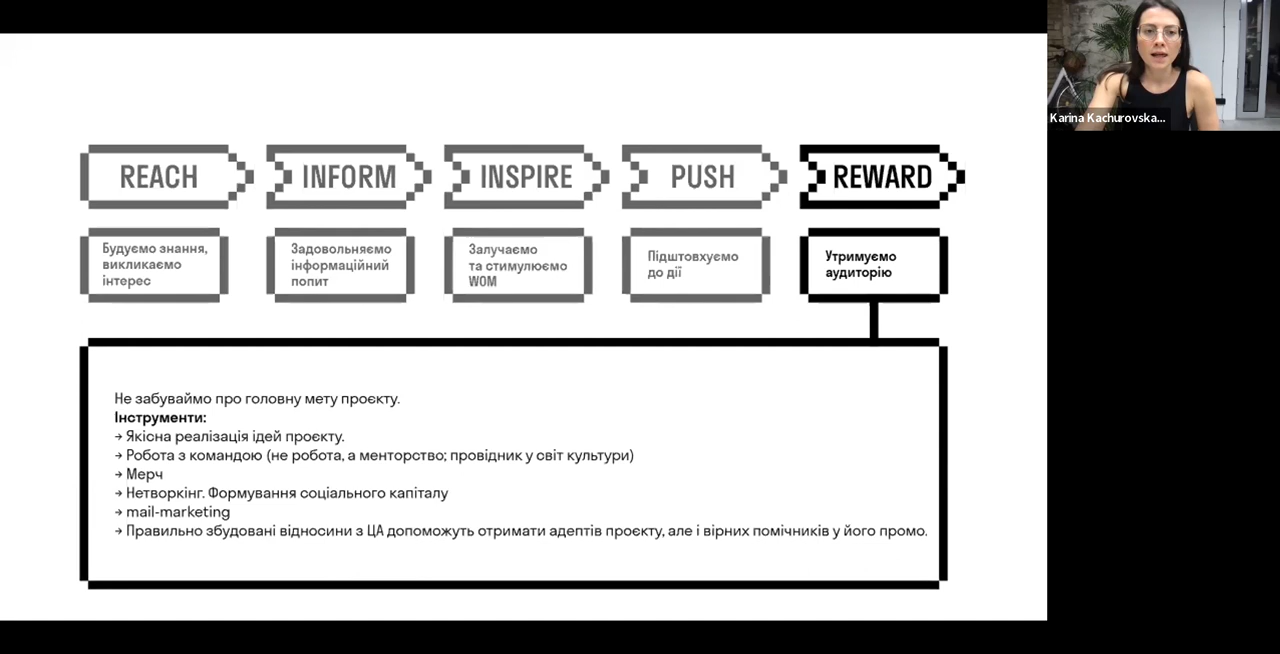 Karina Kachurovska...
REACH
INFORM
INSPIRE
PUSH
REWARD
Будуємо знання,
викликаємо
інтерес
Задовольняємо
інформаційний
попит
Залучаємо
та стимулюємо
WOM
Підштовхуємо
до дії
Утримуємо
аудиторію
Не забуваймо про головну мету проєкту.
Інструменти:
→ Якісна реалізація ідей проєкту.
→ Робота з командою (не робота, а менторство; провідник у світ культури)
→ Мерч
→ Нетворкінг. Формування соціального капіталу
→ mail-marketing
→ Правильно збудовані відносини з ЦА допоможуть отримати адептів проєкту, але і вірних помічників у його промо.